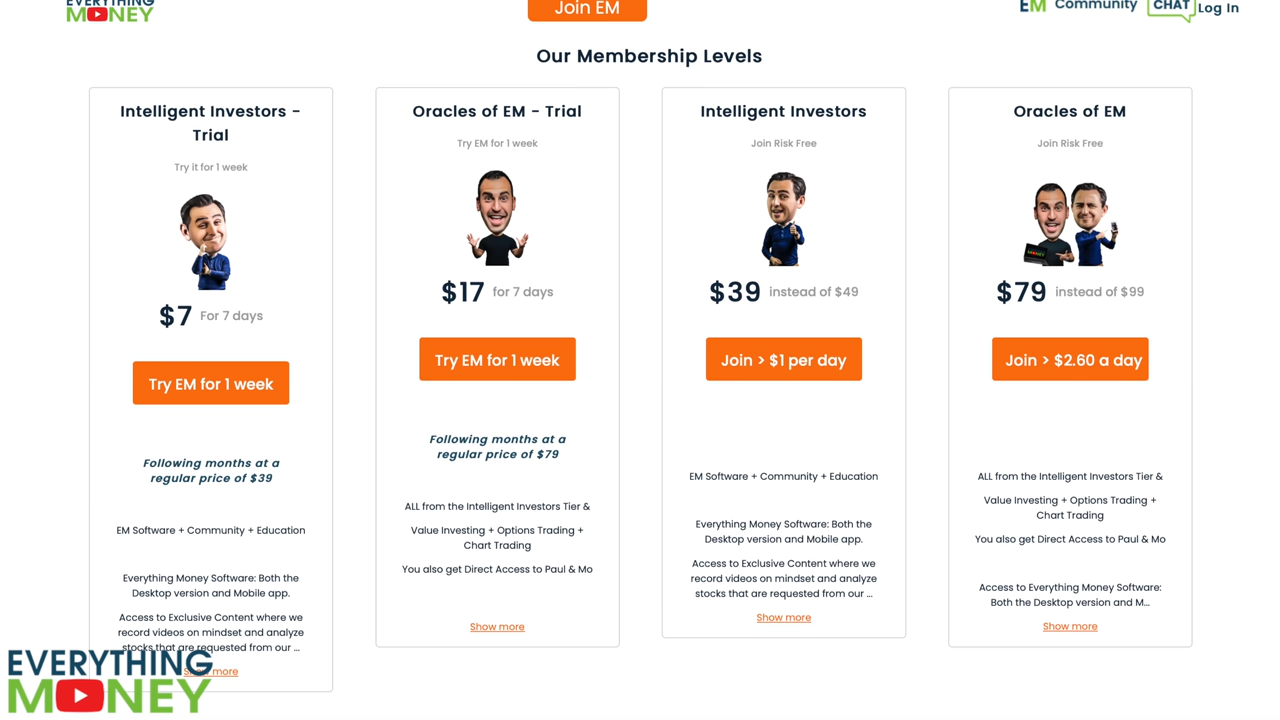 EVERYTHING
MONEY
Join EM
EM Community
CHAT
Log In
Our Membership Levels
Intelligent Investors -
Trial
Try it for 1 week
$7 For 7 days
Try EM for 1 week
Following months at a
regular price of $39
EM Software + Community + Education
Everything Money Software: Both the
Desktop version and Mobile app.
Access to Exclusive Content where we
record videos on mindset and analyze
stocks that are requested from our ...
Show more
Oracles of EM - Trial
Try EM for 1 week
$17 for 7 days
Try EM for 1 week
Following months at a
regular price of $79
ALL from the Intelligent Investors Tier &
Value Investing + Options Trading +
Chart Trading
You also get Direct Access to Paul & Mo
Show more
Intelligent Investors
Join Risk Free
$39 instead of $49
Join > $1 per day
EM Software + Community + Education
Everything Money Software: Both the
Desktop version and Mobile app.
Access to Exclusive Content where we
record videos on mindset and analyze
stocks that are requested from our ...
Show more
Oracles of EM
Join Risk Free
$79 instead of $99
Join > $2.60 a day
ALL from the Intelligent Investors Tier &
Value Investing + Options Trading +
Chart Trading
You also get Direct Access to Paul & Mo
Access to Everything Money Software:
Both the Desktop version and M...
Show more
EVERYTHING
MONEY